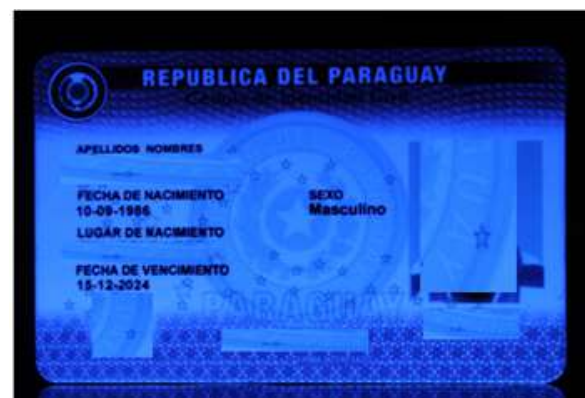 REPUBLICA DEL PARAGUAY
APELLIDOS NOMBRES
FECHA DE NACIMIENTO
10-09-1986
SEXO
Masculino
LUGAR DE NACIMIENTO
FECHA DE VENCIMIENTO
15-12-2024
PARAGUAY